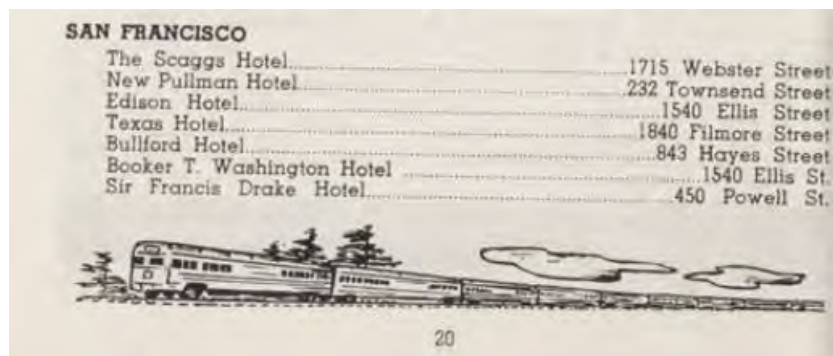 SAN FRANCISCO
The Scaggs Hotel 1715 Webster Street
New Pullman Hotel 232 Townsend Street
Edison Hotel 1540 Ellis Street
Texas Hotel 1840 Filmore Street
Bullford Hotel 843 Hayes Street
Booker T. Washington Hotel 1540 Ellis St.
Sir Francis Drake Hotel 450 Powell St.
20